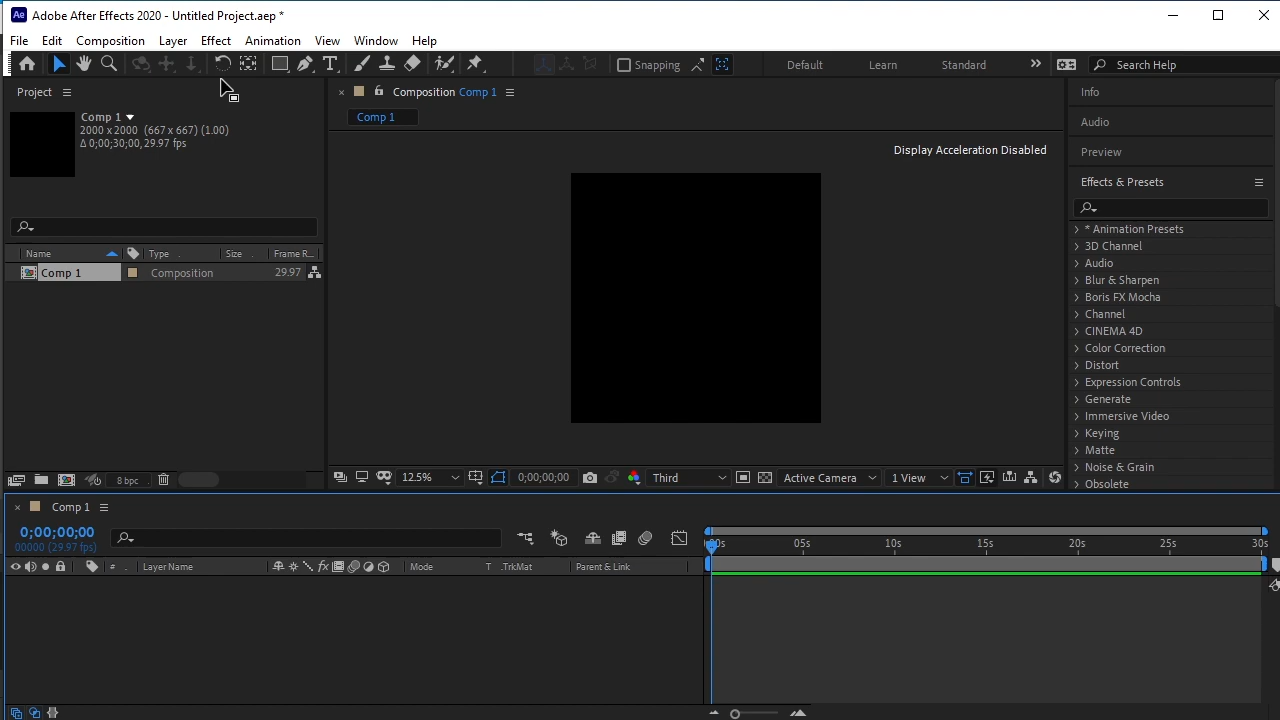 Ae Adobe After Effects 2020 - Untitled Project.aep *
File Edit Composition Layer Effect Animation View Window Help
Snapping Default Learn Standard Search Help
Project
Comp 1
2000 x 2000 (667 x 667) (1.00)
Δ 0;00;30;00, 29.97 fps
Name Type Size Frame R...
Comp 1 Composition 29.97
8 bpc
Composition Comp 1
Comp 1
Display Acceleration Disabled
12.5% 0;00;00;00 Third Active Camera 1 View
Info
Audio
Preview
Effects & Presets
* Animation Presets
3D Channel
Audio
Blur & Sharpen
Boris FX Mocha
Channel
CINEMA 4D
Color Correction
Distort
Expression Controls
Generate
Immersive Video
Keying
Matte
Noise & Grain
Obsolete
Comp 1
0;00;00;00
00000 (29.97 fps)
# Layer Name fx Mode T .TrkMat Parent & Link
:00s 05s 10s 15s 20s 25s 30s